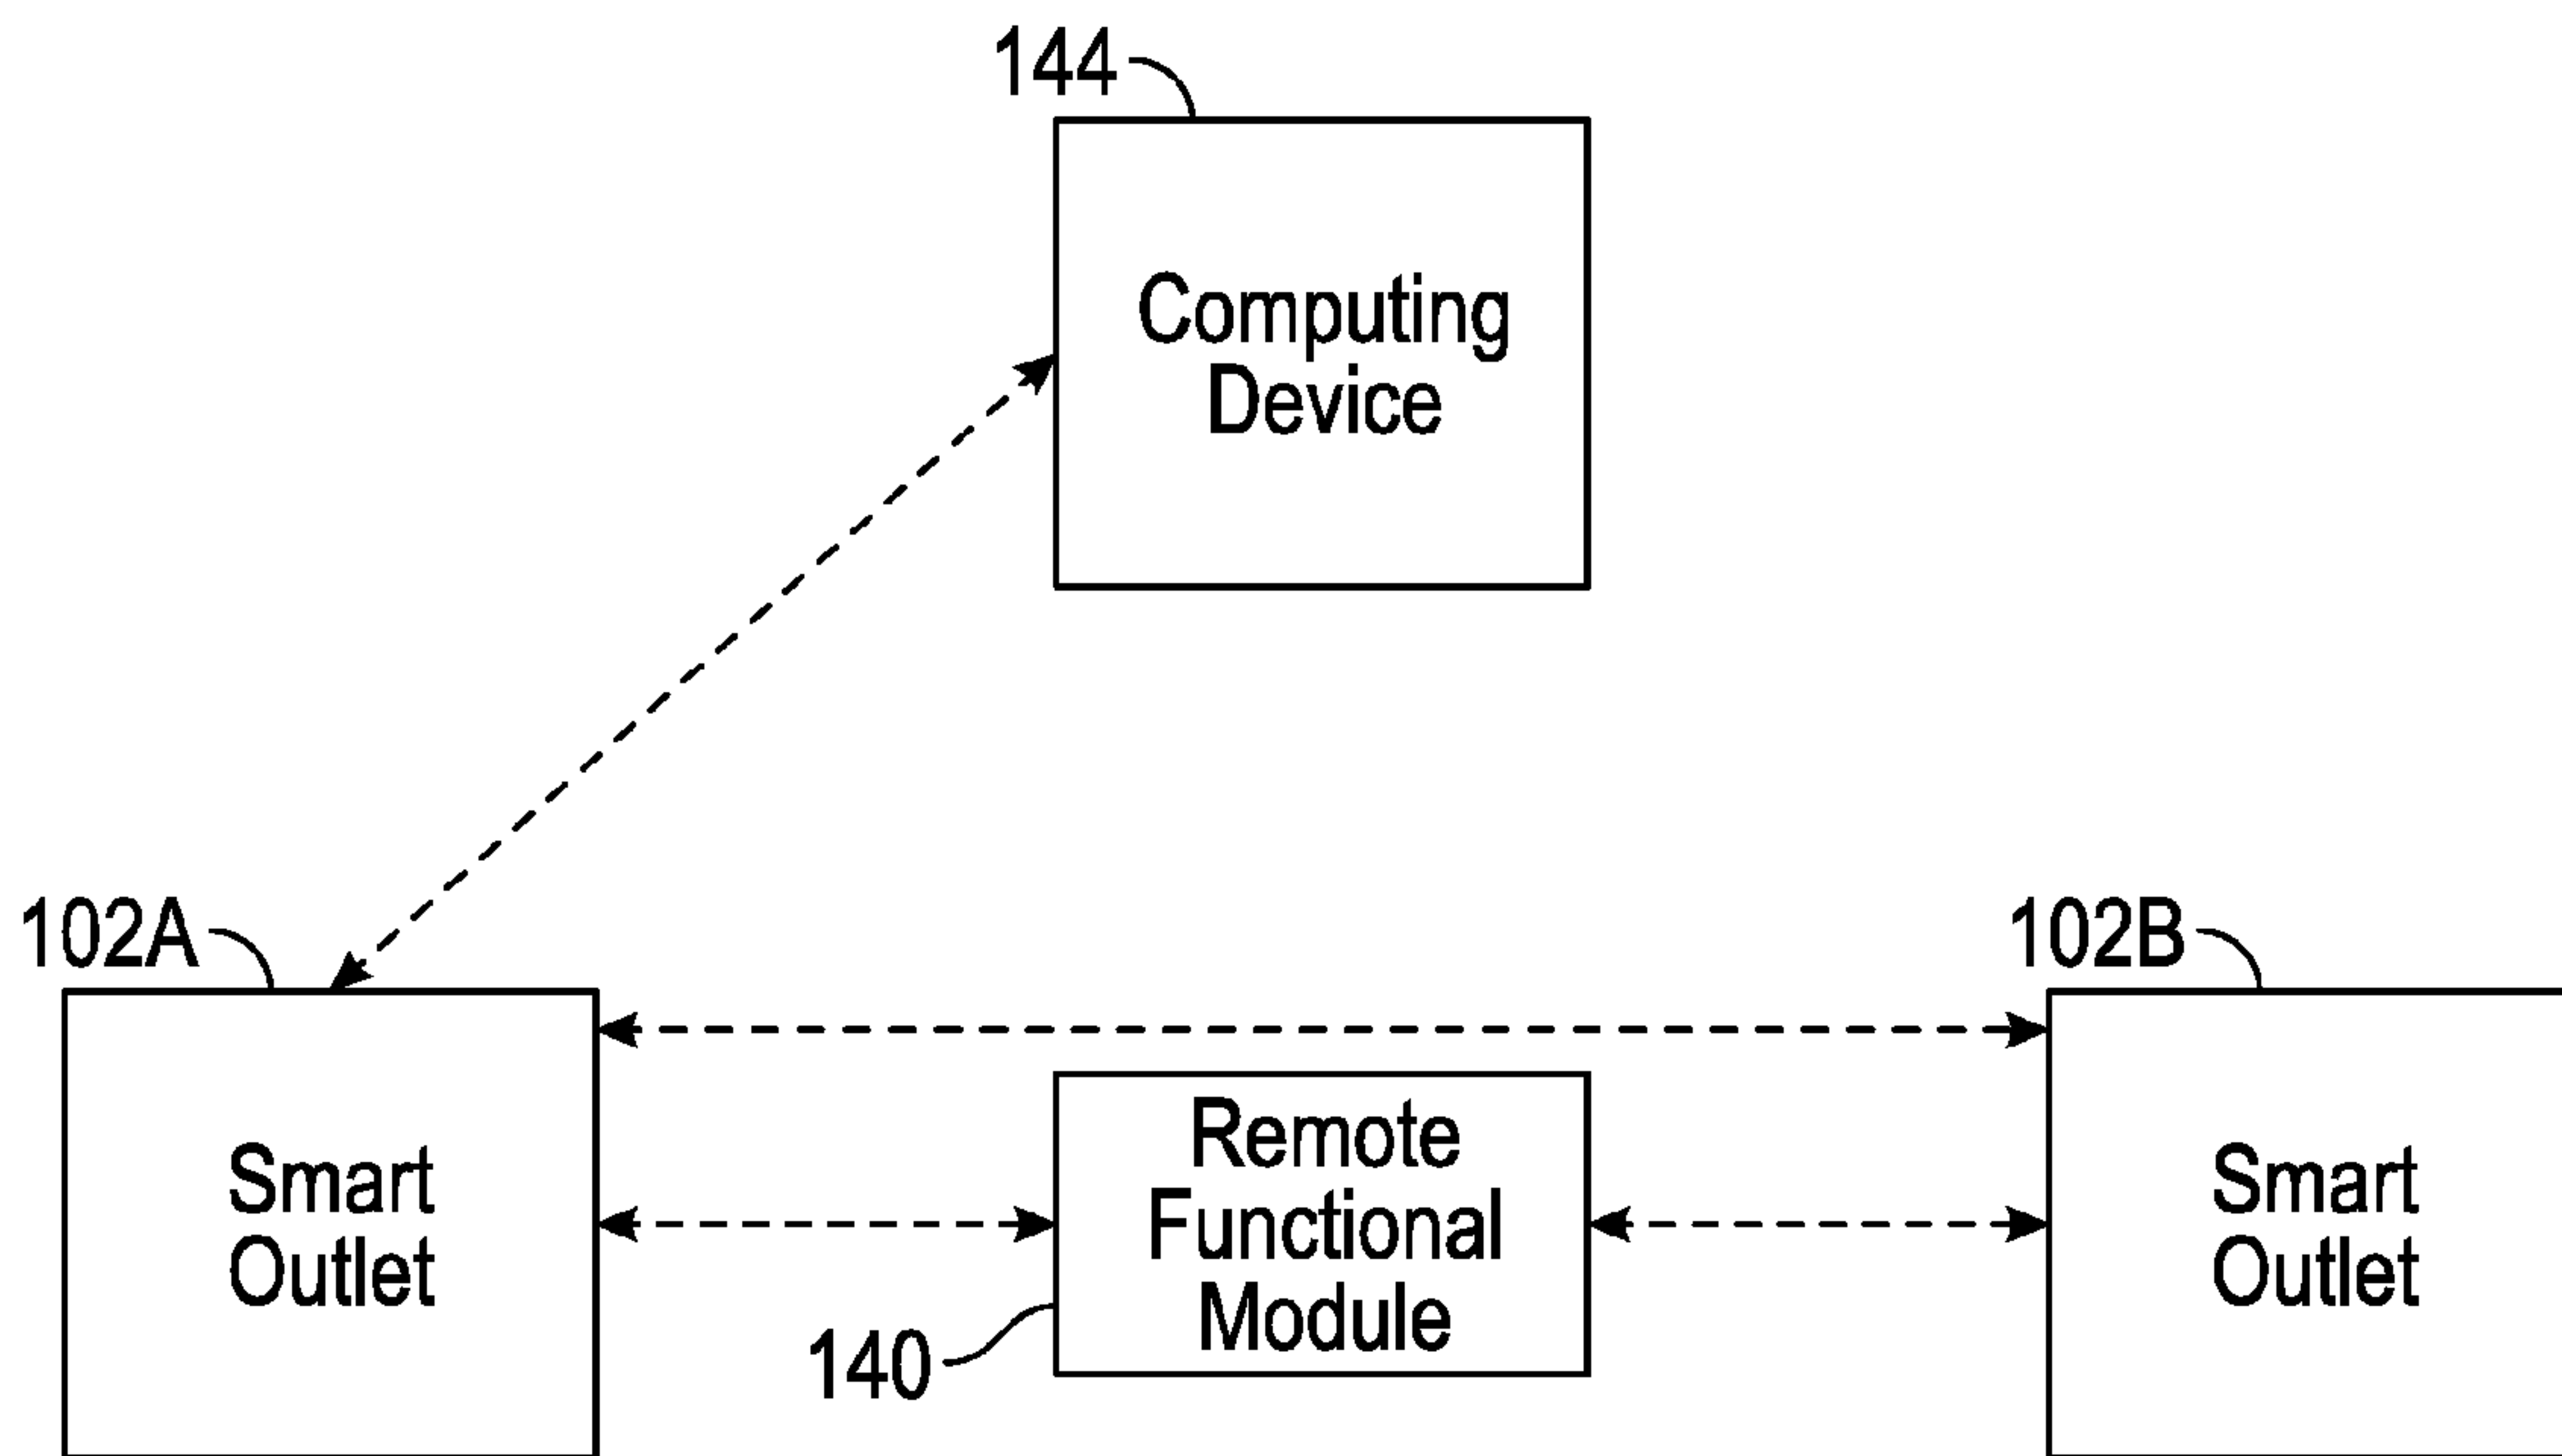 144
Computing
Device
102A
102B
Smart
Outlet
Remote
Functional
Module
140
Smart
Outlet